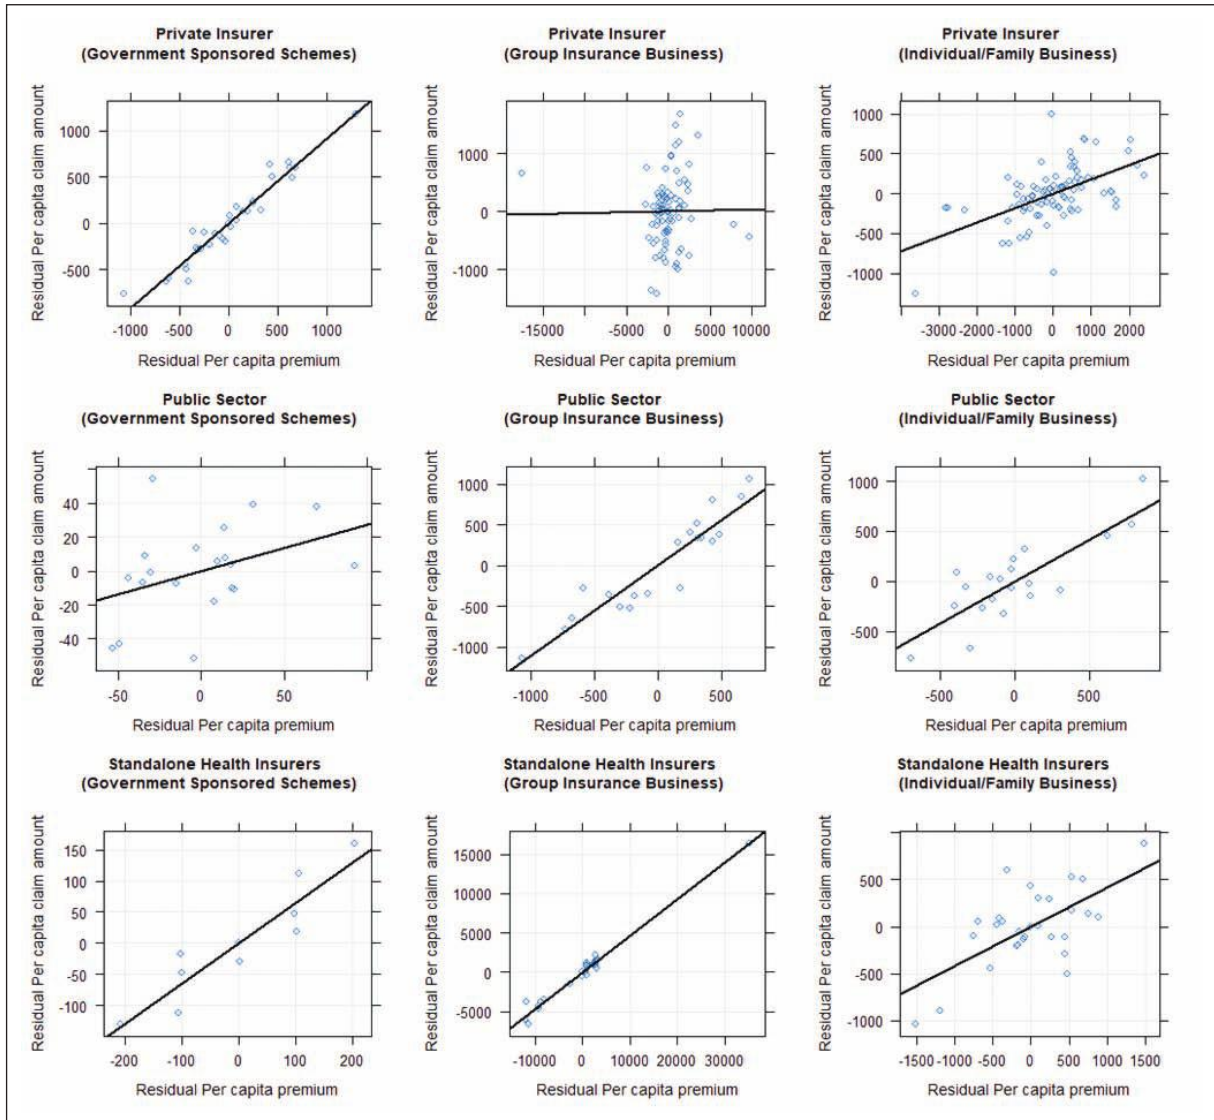 Private Insurer
(Government Sponsored Schemes)
Residual Per capita claim amount
1000
500
0
-500
-1000 -500 0 500 1000
Residual Per capita premium
Private Insurer
(Group Insurance Business)
Residual Per capita claim amount
1000
0
-1000
-15000 -5000 0 5000 10000
Residual Per capita premium
Private Insurer
(Individual/Family Business)
Residual Per capita claim amount
1000
500
0
-500
-1000
-3000 -2000 -1000 0 1000 2000
Residual Per capita premium
Public Sector
(Government Sponsored Schemes)
Residual Per capita claim amount
40
20
0
-20
-40
-50 0 50
Residual Per capita premium
Public Sector
(Group Insurance Business)
Residual Per capita claim amount
1000
500
0
-500
-1000
-1000 -500 0 500
Residual Per capita premium
Public Sector
(Individual/Family Business)
Residual Per capita claim amount
1000
500
0
-500
-500 0 500
Residual Per capita premium
Standalone Health Insurers
(Government Sponsored Schemes)
Residual Per capita claim amount
150
100
50
0
-50
-100
-200 -100 0 100 200
Residual Per capita premium
Standalone Health Insurers
(Group Insurance Business)
Residual Per capita claim amount
15000
10000
5000
0
-5000
-10000 0 10000 20000 30000
Residual Per capita premium
Standalone Health Insurers
(Individual/Family Business)
Residual Per capita claim amount
500
0
-500
-1000
-1500 -1000 -500 0 500 1000 1500
Residual Per capita premium